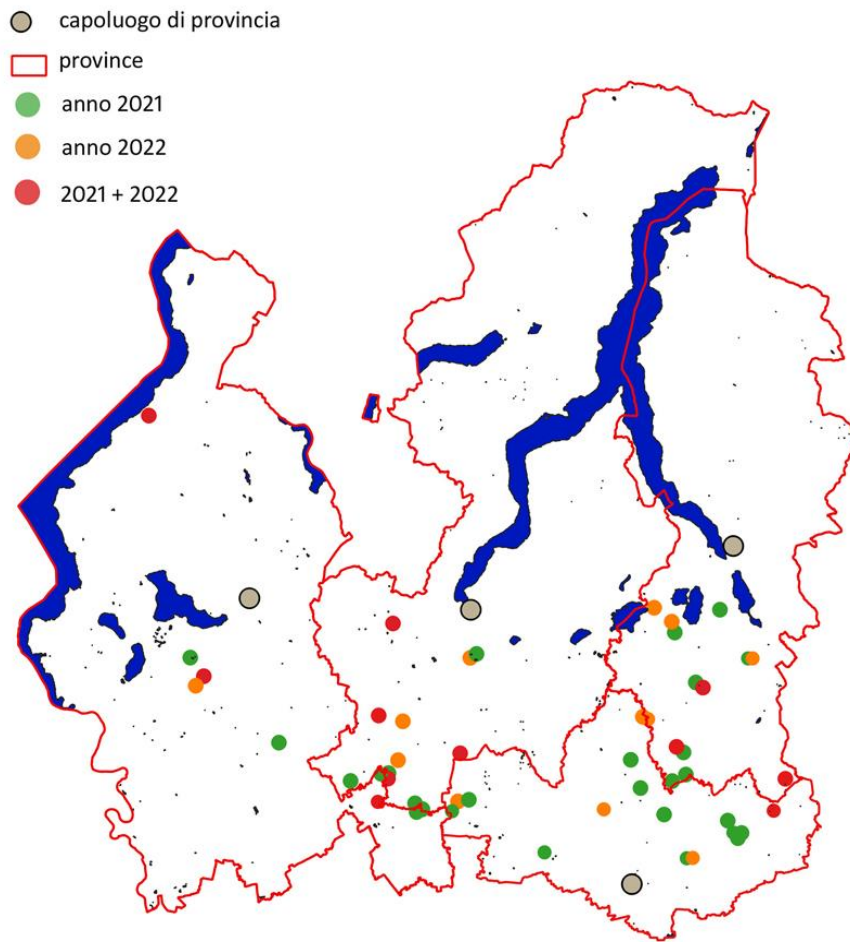 capoluogo di provincia
province
anno 2021
anno 2022
2021 + 2022